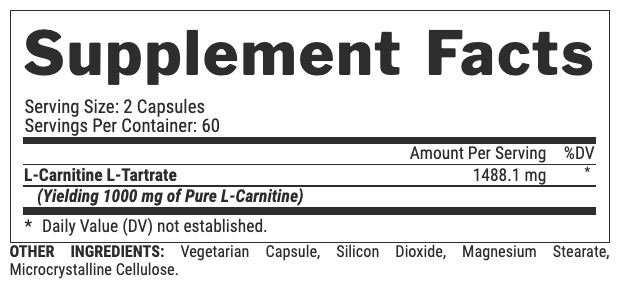 Supplement Facts
Serving Size: 2 Capsules
Servings Per Container: 60
Amount Per Serving %DV
L-Carnitine L-Tartrate 1488.1 mg *
(Yielding 1000 mg of Pure L-Carnitine)
* Daily Value (DV) not established.
OTHER INGREDIENTS: Vegetarian Capsule, Silicon Dioxide, Magnesium Stearate,
Microcrystalline Cellulose.